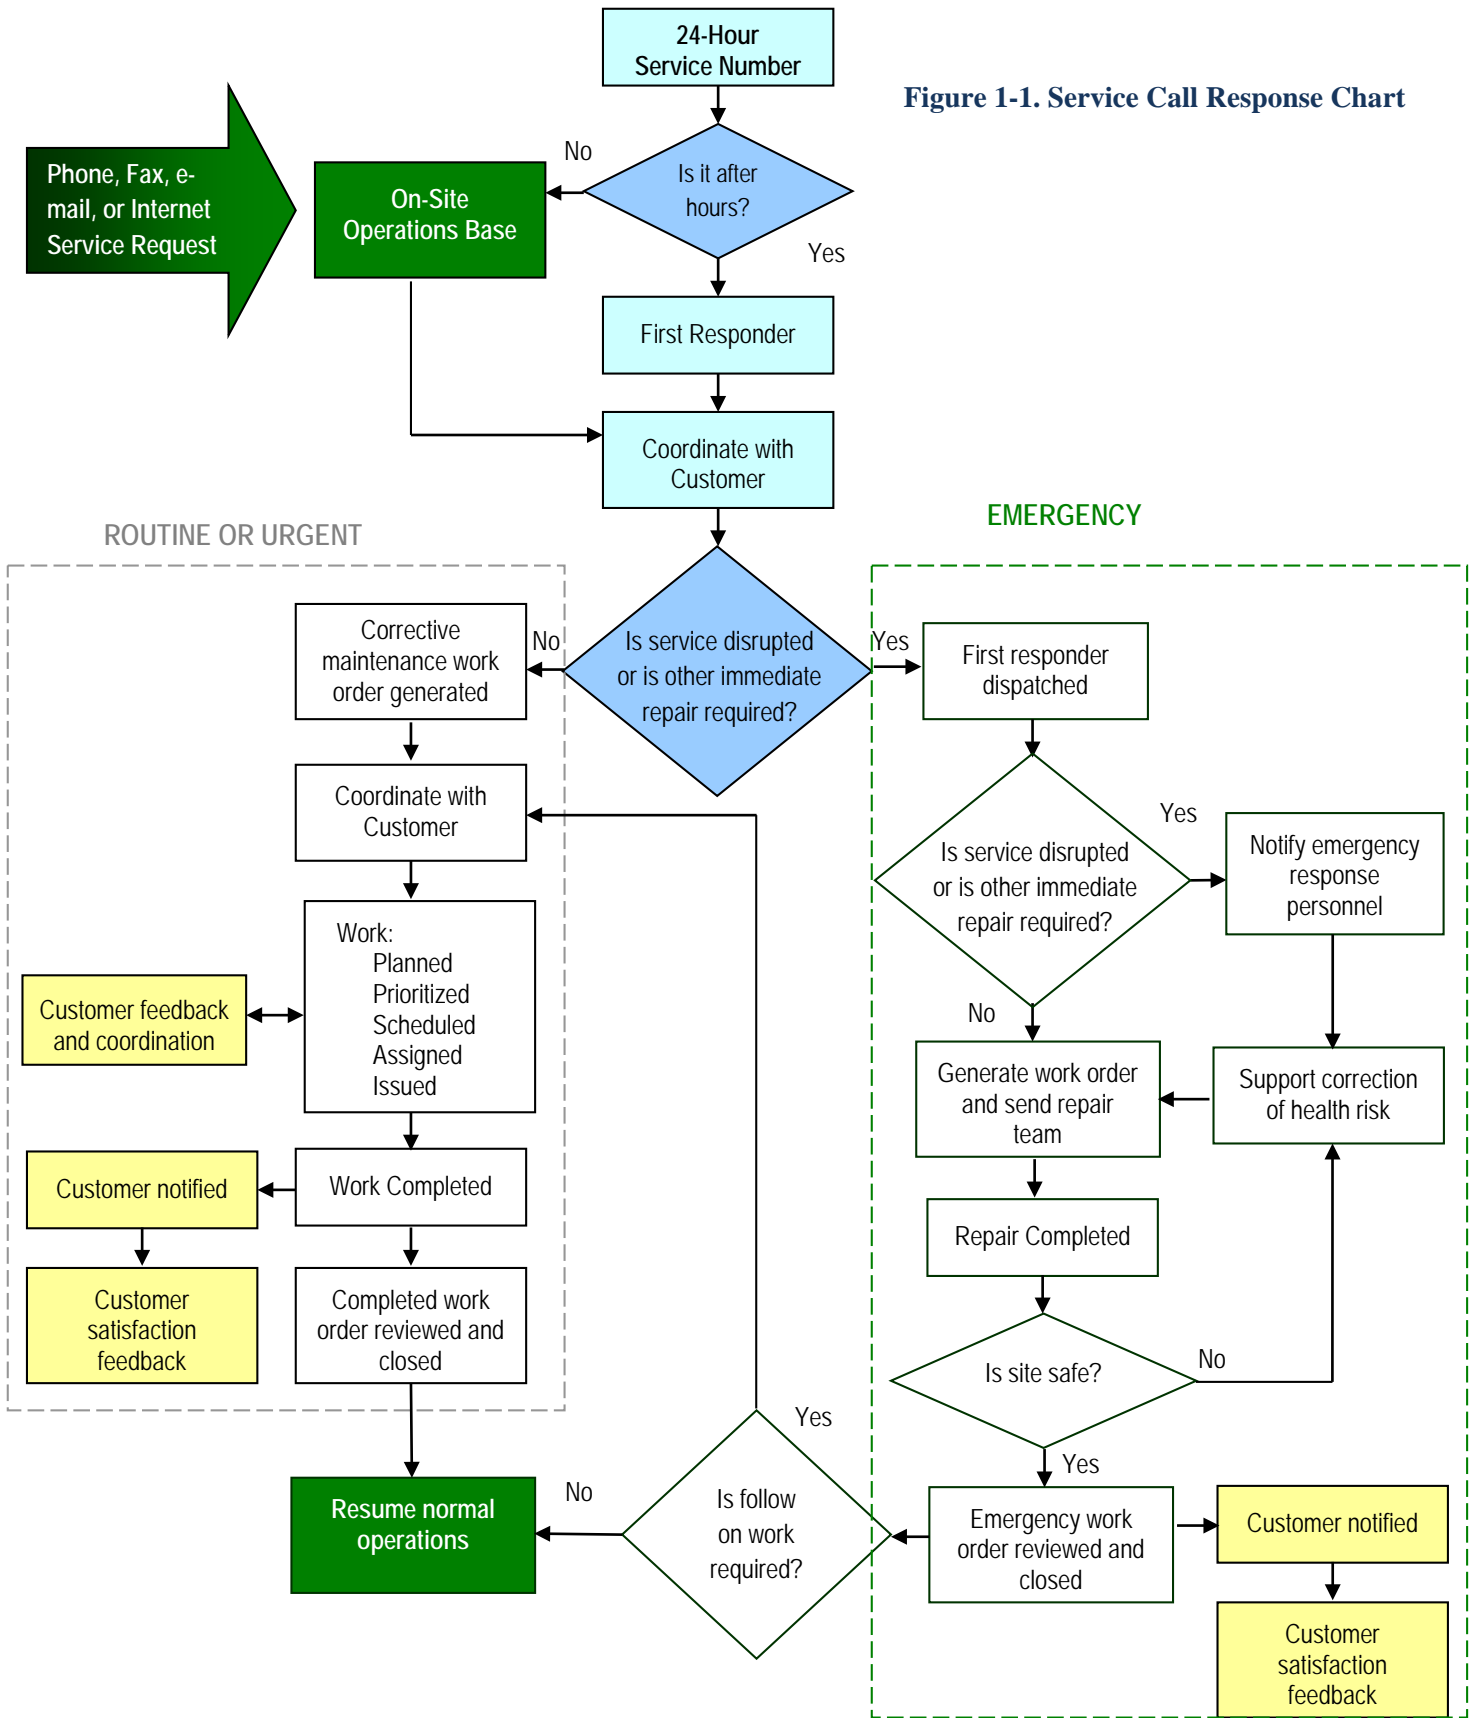 24-Hour
Service Number
Figure 1-1. Service Call Response Chart
Phone, Fax, e-
mail, or Internet
Service Request
On-Site
Operations Base
No
Is it after
hours?
Yes
First Responder
Coordinate with
Customer
ROUTINE OR URGENT
EMERGENCY
Corrective
maintenance work
order generated
No
Is service disrupted
or is other immediate
repair required?
Yes
First responder
dispatched
Coordinate with
Customer
Is service disrupted
or is other immediate
repair required?
Yes
Notify emergency
response
personnel
Work:
Planned
Prioritized
Scheduled
Assigned
Issued
Customer feedback
and coordination
No
Generate work order
and send repair
team
Support correction
of health risk
Customer notified
Work Completed
Repair Completed
Customer
satisfaction
feedback
Completed work
order reviewed and
closed
Is site safe?
No
Yes
Yes
Resume normal
operations
No
Is follow
on work
required?
Emergency work
order reviewed and
closed
Customer notified
Customer
satisfaction
feedback